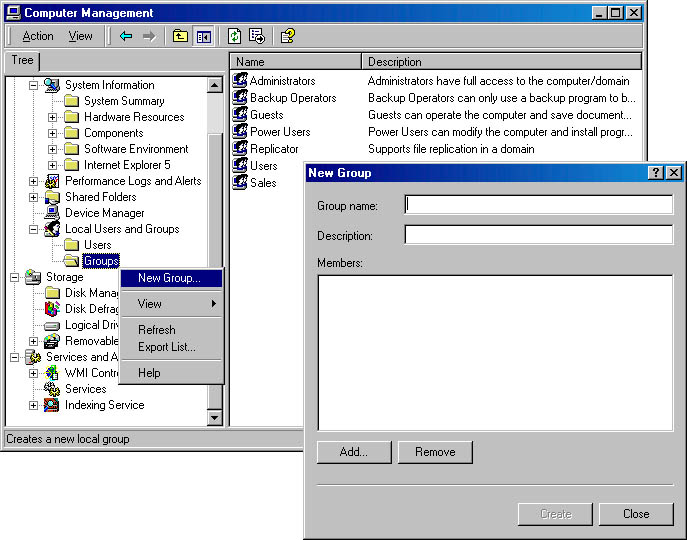 Computer Management
Action View
Tree
System Information
System Summary
Hardware Resources
Components
Software Environment
Internet Explorer 5
Performance Logs and Alerts
Shared Folders
Device Manager
Local Users and Groups
Users
Groups
Storage
Disk Mana
Disk Defrag
Logical Driv
Removable
Services and A
WMI Contro
Services
Indexing Service
New Group...
View
Refresh
Export List...
Help
Creates a new local group
Name Description
Administrators Administrators have full access to the computer/domain
Backup Operators Backup Operators can only use a backup program to b...
Guests Guests can operate the computer and save document...
Power Users Power Users can modify the computer and install progr...
Replicator Supports file replication in a domain
Users
Sales
New Group
Group name:
Description:
Members:
Add... Remove
Create Close